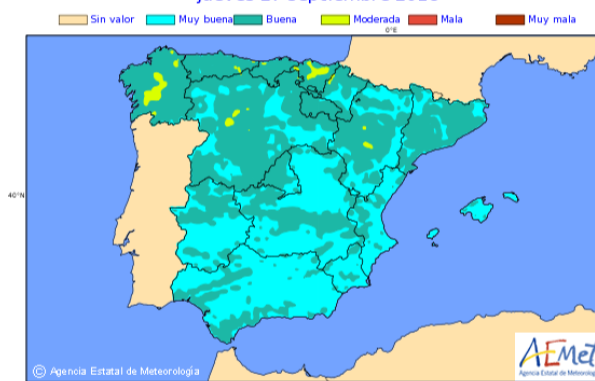 Sin valor Muy buena Buena Moderada Mala Muy mala
0°E
40°N
© Agencia Estatal de Meteorología
AEMet
Agencia Estatal de Meteorología